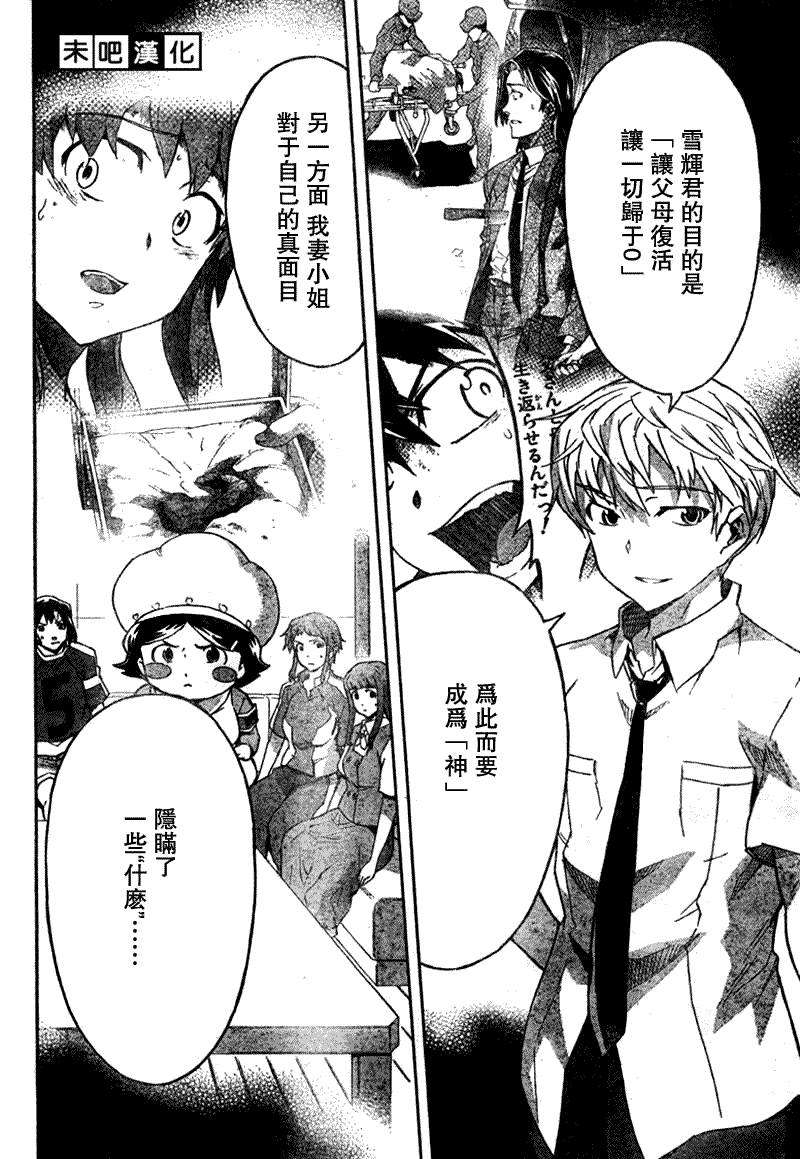 未吧漢化
雪輝君的目的是
「讓父母復活
讓一切歸于0」
さんと
生き返らせるんだっ！
かえ
爲此而要
成爲「神」
另一方面 我妻小姐
對于自己的真面目
隱瞞了
一些“什麼”……
5